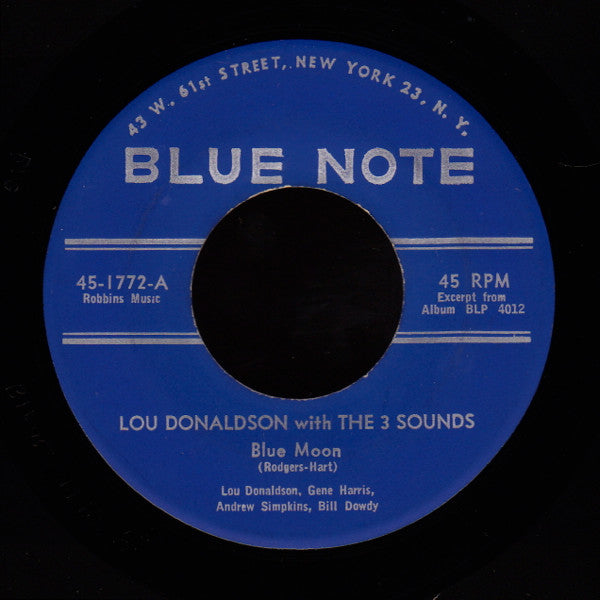 43 W. 61st STREET, NEW YORK 23, N. Y.
BLUE NOTE
45-1772-A
Robbins Music
45 RPM
Excerpt from
Album BLP 4012
LOU DONALDSON with THE 3 SOUNDS
Blue Moon
(Rodgers-Hart)
Lou Donaldson, Gene Harris,
Andrew Simpkins, Bill Dowdy